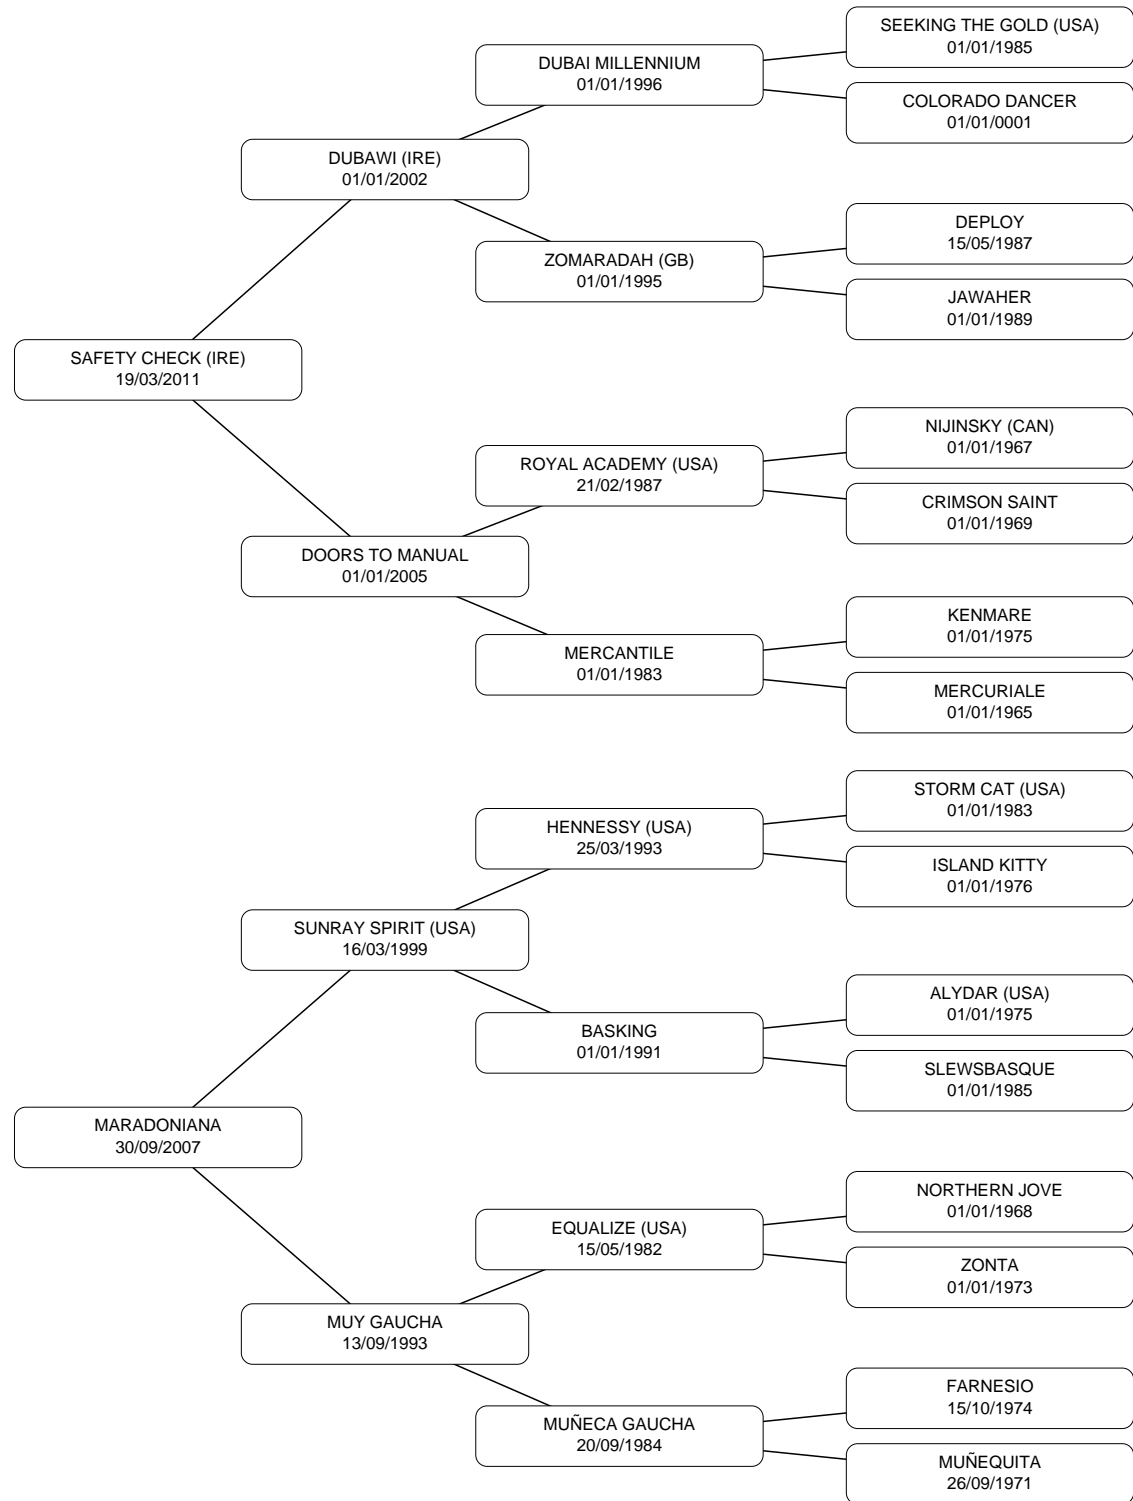 SEEKING THE GOLD (USA)
01/01/1985
DUBAI MILLENNIUM
01/01/1996
COLORADO DANCER
01/01/0001
DUBAWI (IRE)
01/01/2002
DEPLOY
15/05/1987
ZOMARADAH (GB)
01/01/1995
JAWAHER
01/01/1989
SAFETY CHECK (IRE)
19/03/2011
NIJINSKY (CAN)
01/01/1967
ROYAL ACADEMY (USA)
21/02/1987
CRIMSON SAINT
01/01/1969
DOORS TO MANUAL
01/01/2005
KENMARE
01/01/1975
MERCANTILE
01/01/1983
MERCURIALE
01/01/1965
STORM CAT (USA)
01/01/1983
HENNESSY (USA)
25/03/1993
ISLAND KITTY
01/01/1976
SUNRAY SPIRIT (USA)
16/03/1999
ALYDAR (USA)
01/01/1975
BASKING
01/01/1991
SLEWSBASQUE
01/01/1985
MARADONIANA
30/09/2007
NORTHERN JOVE
01/01/1968
EQUALIZE (USA)
15/05/1982
ZONTA
01/01/1973
MUY GAUCHA
13/09/1993
FARNESIO
15/10/1974
MUÑECA GAUCHA
20/09/1984
MUÑEQUITA
26/09/1971